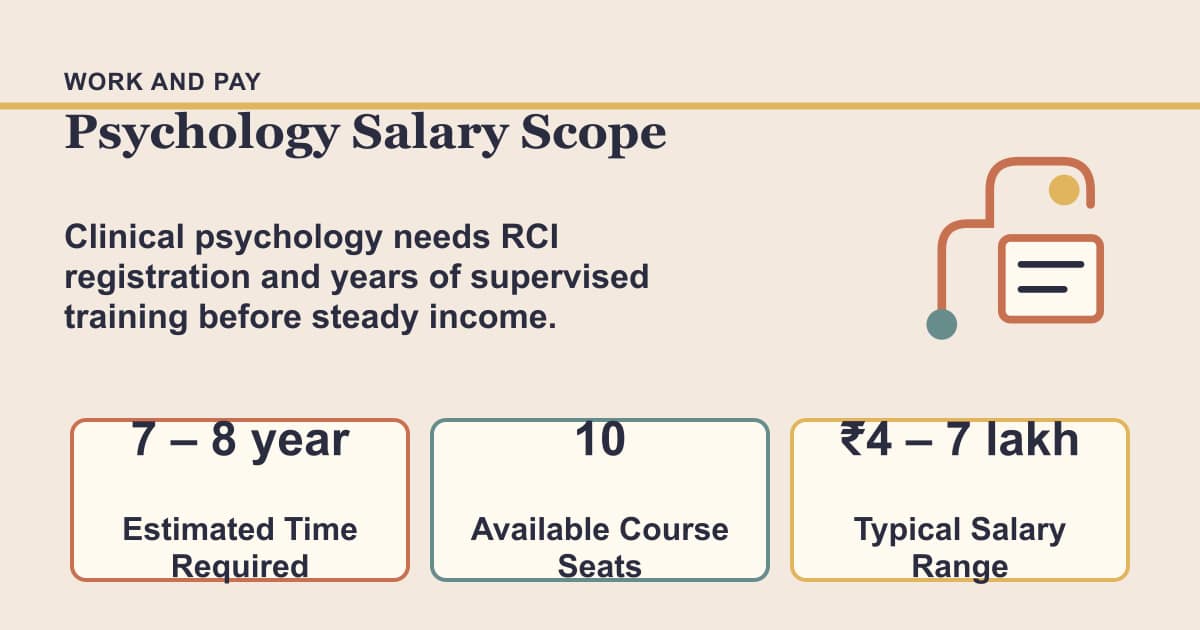 WORK AND PAY
Psychology Salary Scope
Clinical psychology needs RCI
registration and years of supervised
training before steady income.
7 – 8 year
Estimated Time
Required
10
Available Course
Seats
₹4 – 7 lakh
Typical Salary
Range